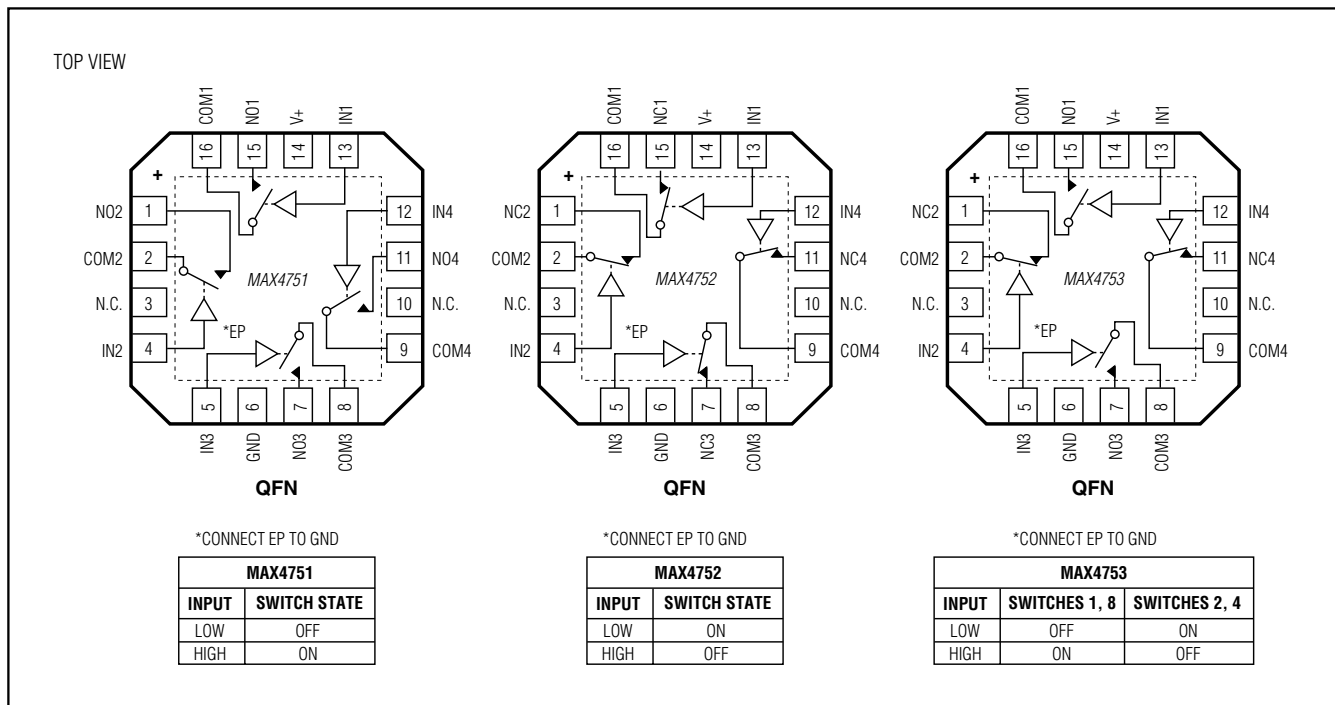 TOP VIEW
COM1
NO1
V+
IN1
16
15
14
13
+
NO2
1
12
IN4
COM2
2
11
NO4
MAX4751
N.C.
3
10
N.C.
*EP
IN2
4
9
COM4
5
6
7
8
IN3
GND
NO3
COM3
QFN
*CONNECT EP TO GND
MAX4751
INPUT SWITCH STATE
LOW OFF
HIGH ON
COM1
NC1
V+
IN1
16
15
14
13
+
NC2
1
12
IN4
COM2
2
11
NC4
MAX4752
N.C.
3
10
N.C.
*EP
IN2
4
9
COM4
5
6
7
8
IN3
GND
NC3
COM3
QFN
*CONNECT EP TO GND
MAX4752
INPUT SWITCH STATE
LOW ON
HIGH OFF
COM1
NO1
V+
IN1
16
15
14
13
+
NC2
1
12
IN4
COM2
2
11
NC4
MAX4753
N.C.
3
10
N.C.
*EP
IN2
4
9
COM4
5
6
7
8
IN3
GND
NO3
COM3
QFN
*CONNECT EP TO GND
MAX4753
INPUT SWITCHES 1, 8 SWITCHES 2, 4
LOW OFF ON
HIGH ON OFF